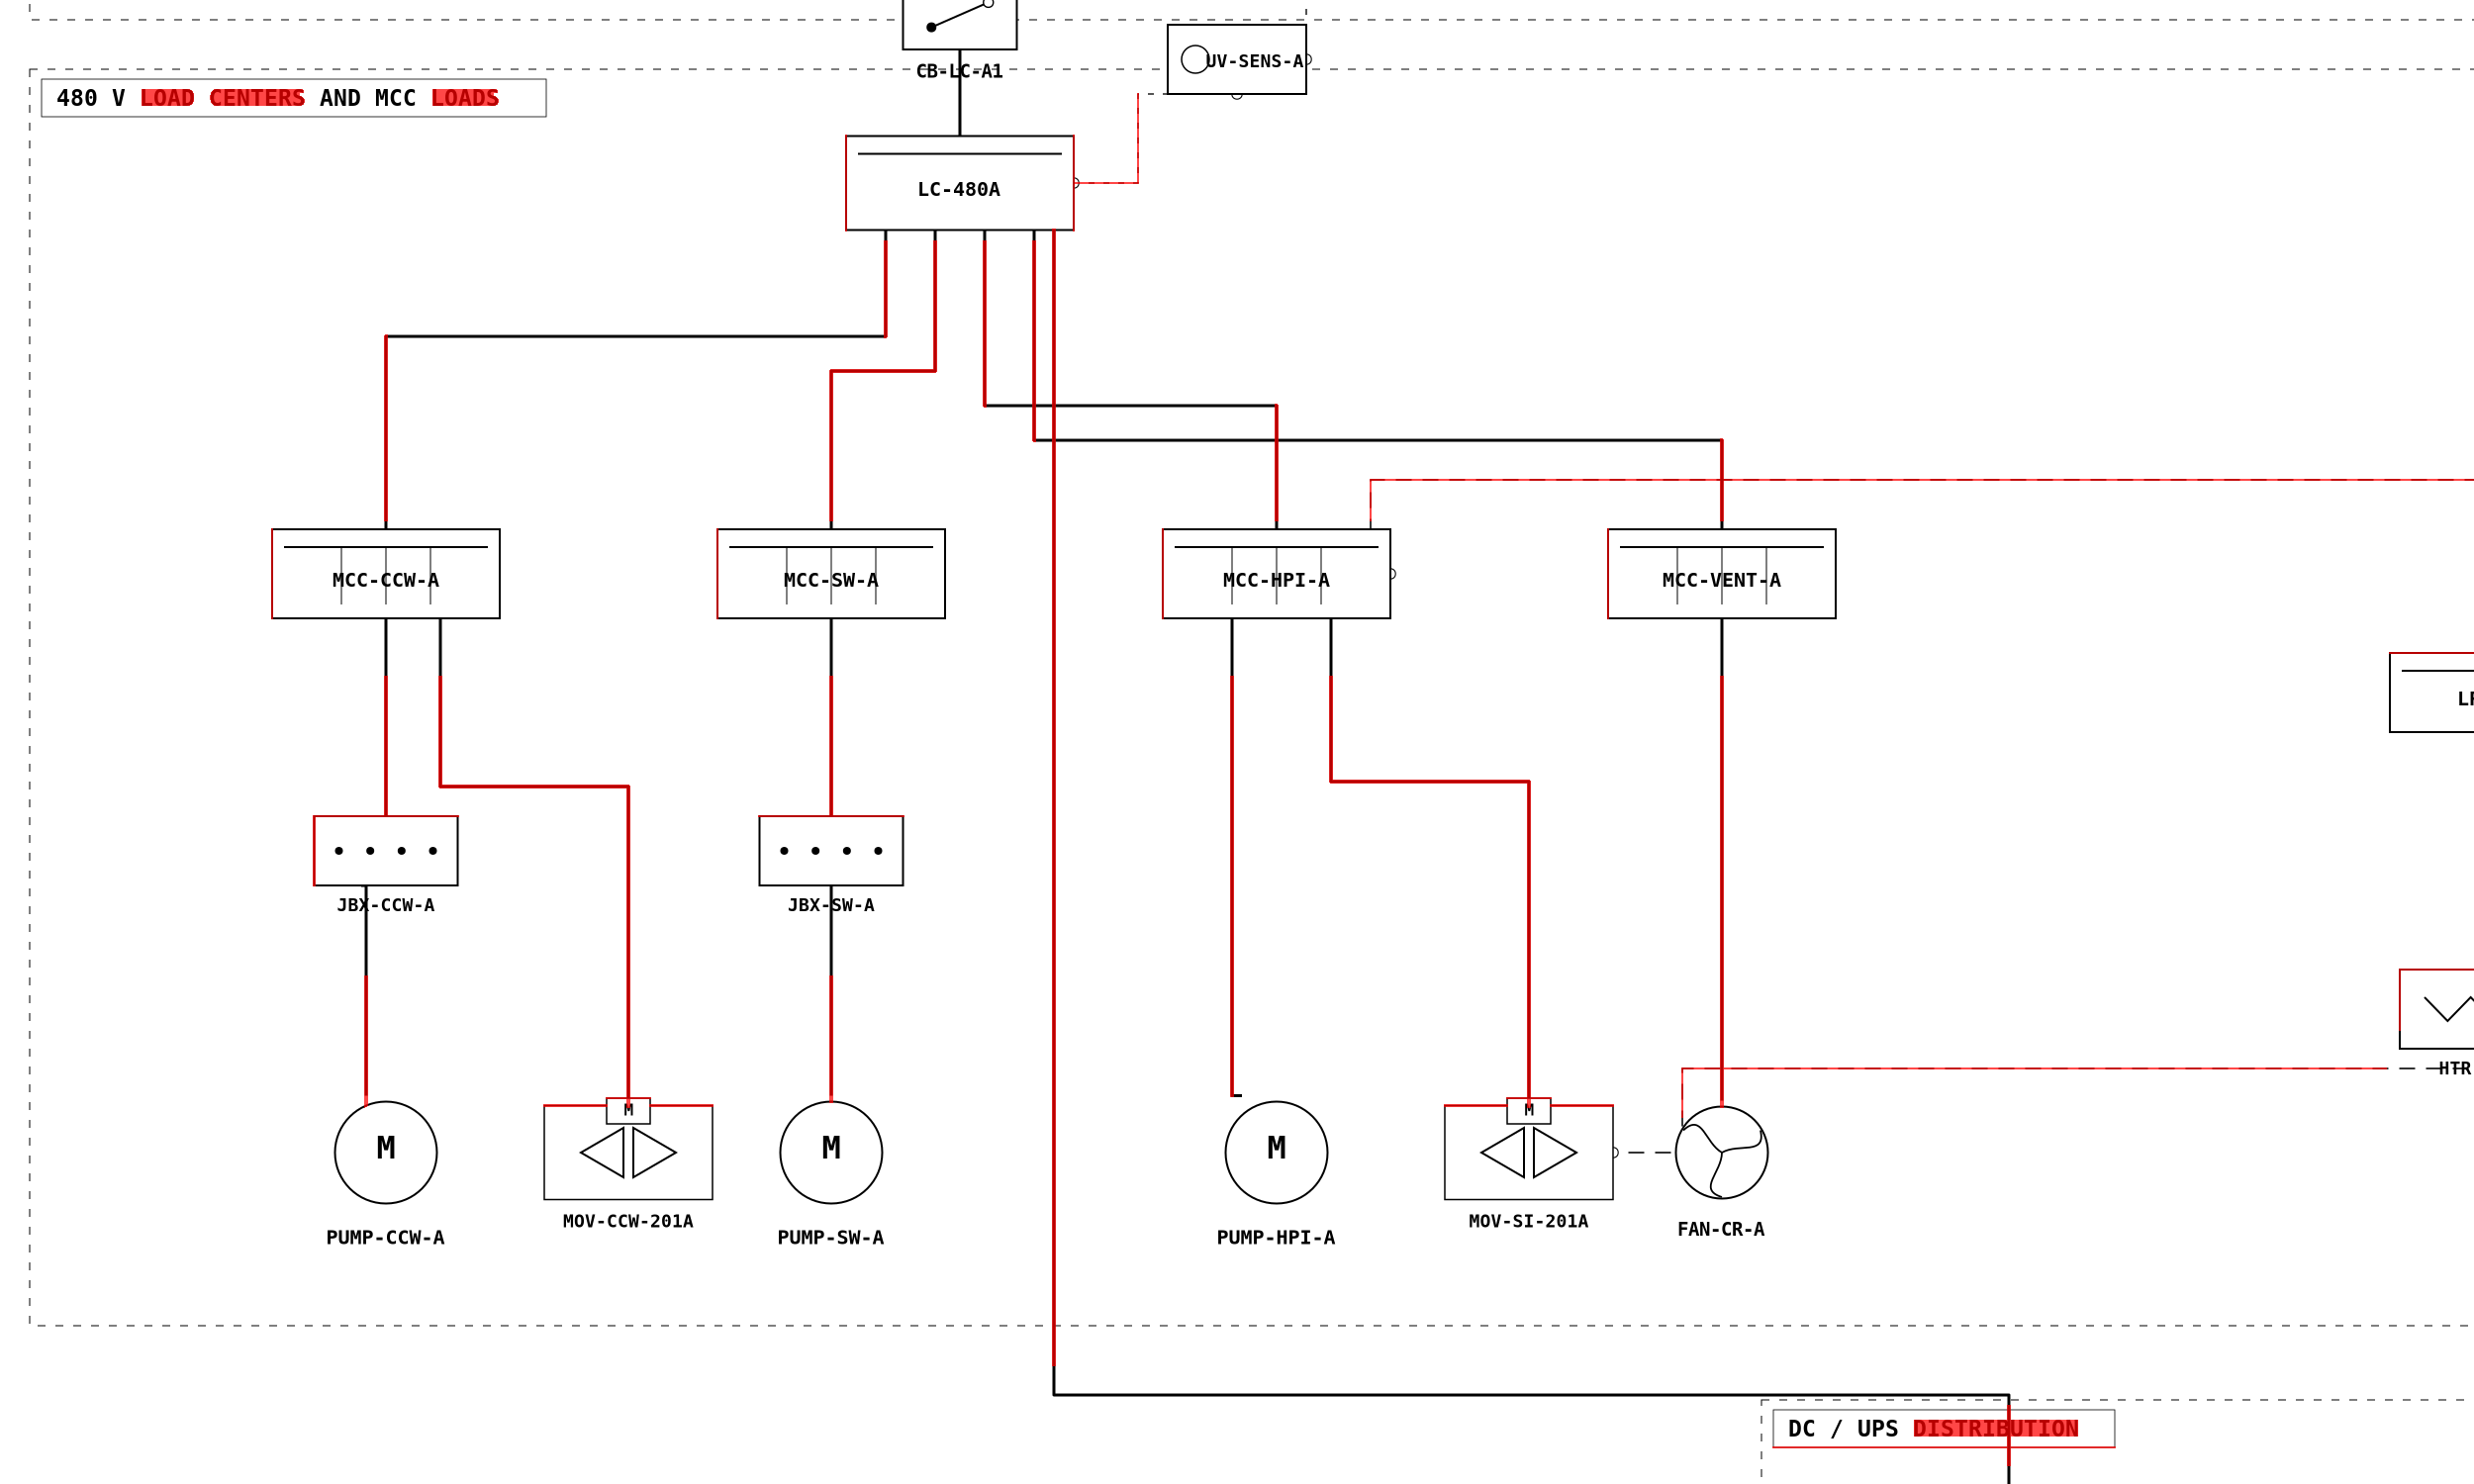 UV-SENS-A
CB-LC-A1
480 V LOAD CENTERS AND MCC LOADS
LC-480A
MCC-CCW-A
MCC-SW-A
MCC-HPI-A
MCC-VENT-A
JBX-CCW-A
JBX-SW-A
HTR
M
M
M
M
M
MOV-CCW-201A
MOV-SI-201A
FAN-CR-A
PUMP-CCW-A
PUMP-SW-A
PUMP-HPI-A
DC / UPS DISTRIBUTION